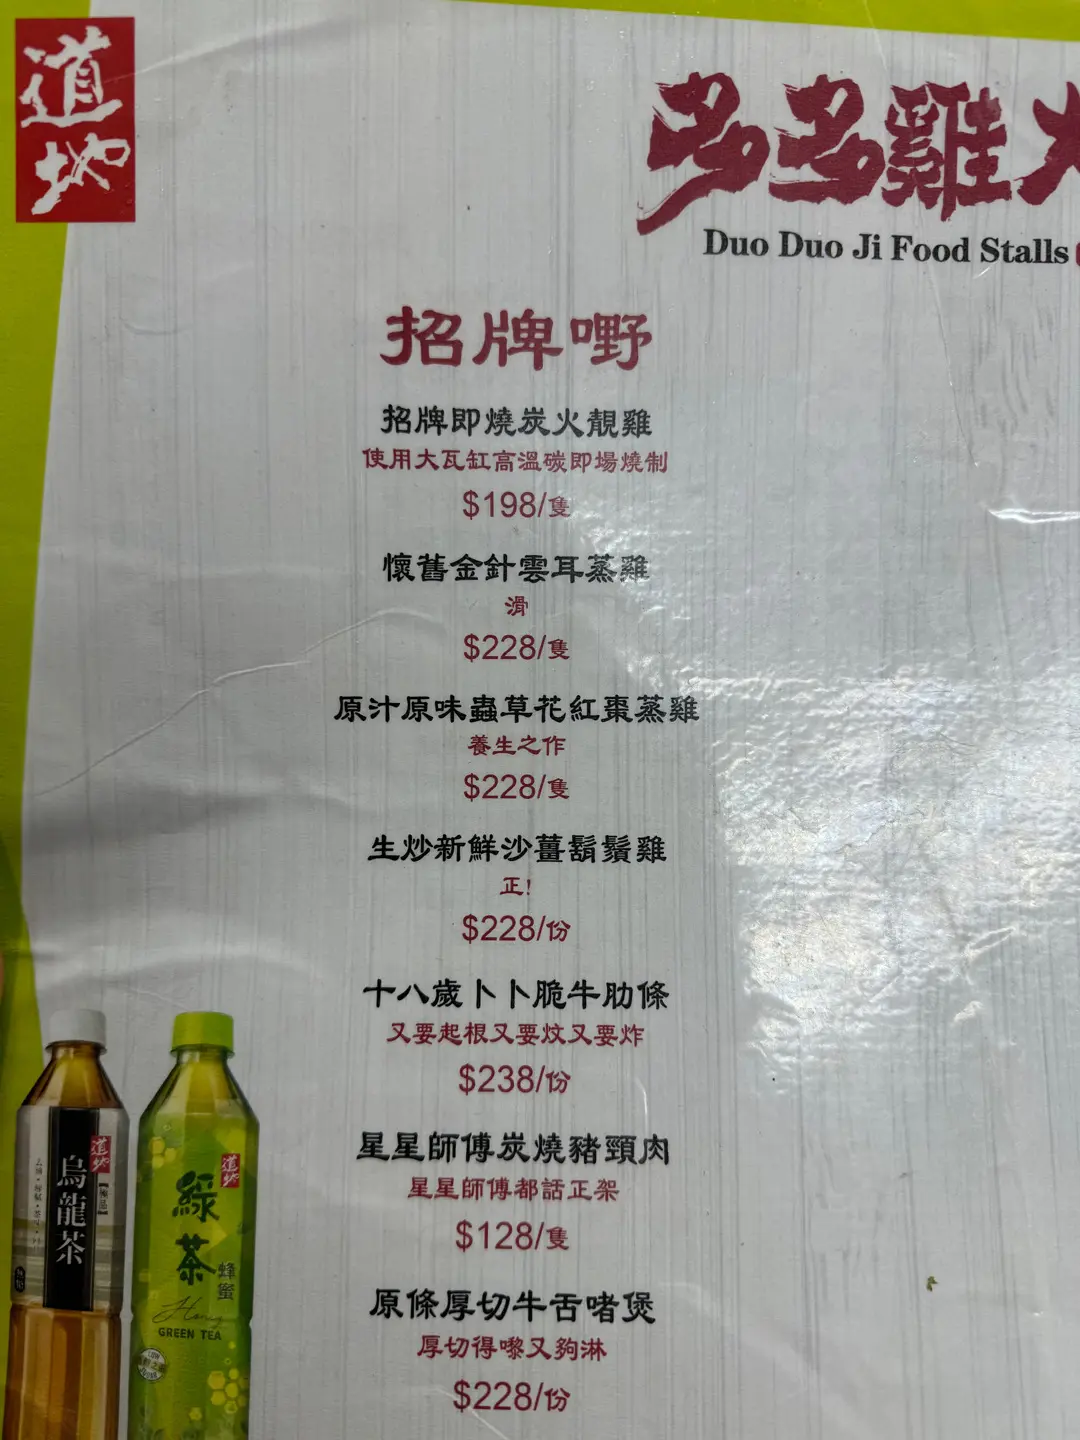 道地
多多雞大
Duo Duo Ji Food Stalls
招牌嘢
招牌即燒炭火靚雞
使用大瓦缸高溫碳即場燒制
$198/隻
懷舊金針雲耳蒸雞
滑
$228/隻
原汁原味蟲草花紅棗蒸雞
養生之作
$228/隻
生炒新鮮沙薑鬍鬚雞
正!
$228/份
十八歲卜卜脆牛肋條
又要起根又要炆又要炸
$238/份
星星師傅炭燒豬頸肉
星星師傅都話正架
$128/隻
原條厚切牛舌啫煲
厚切得嚟又夠淋
$228/份
道地
烏龍茶
道地
綠茶
蜂蜜
Honey
GREEN TEA